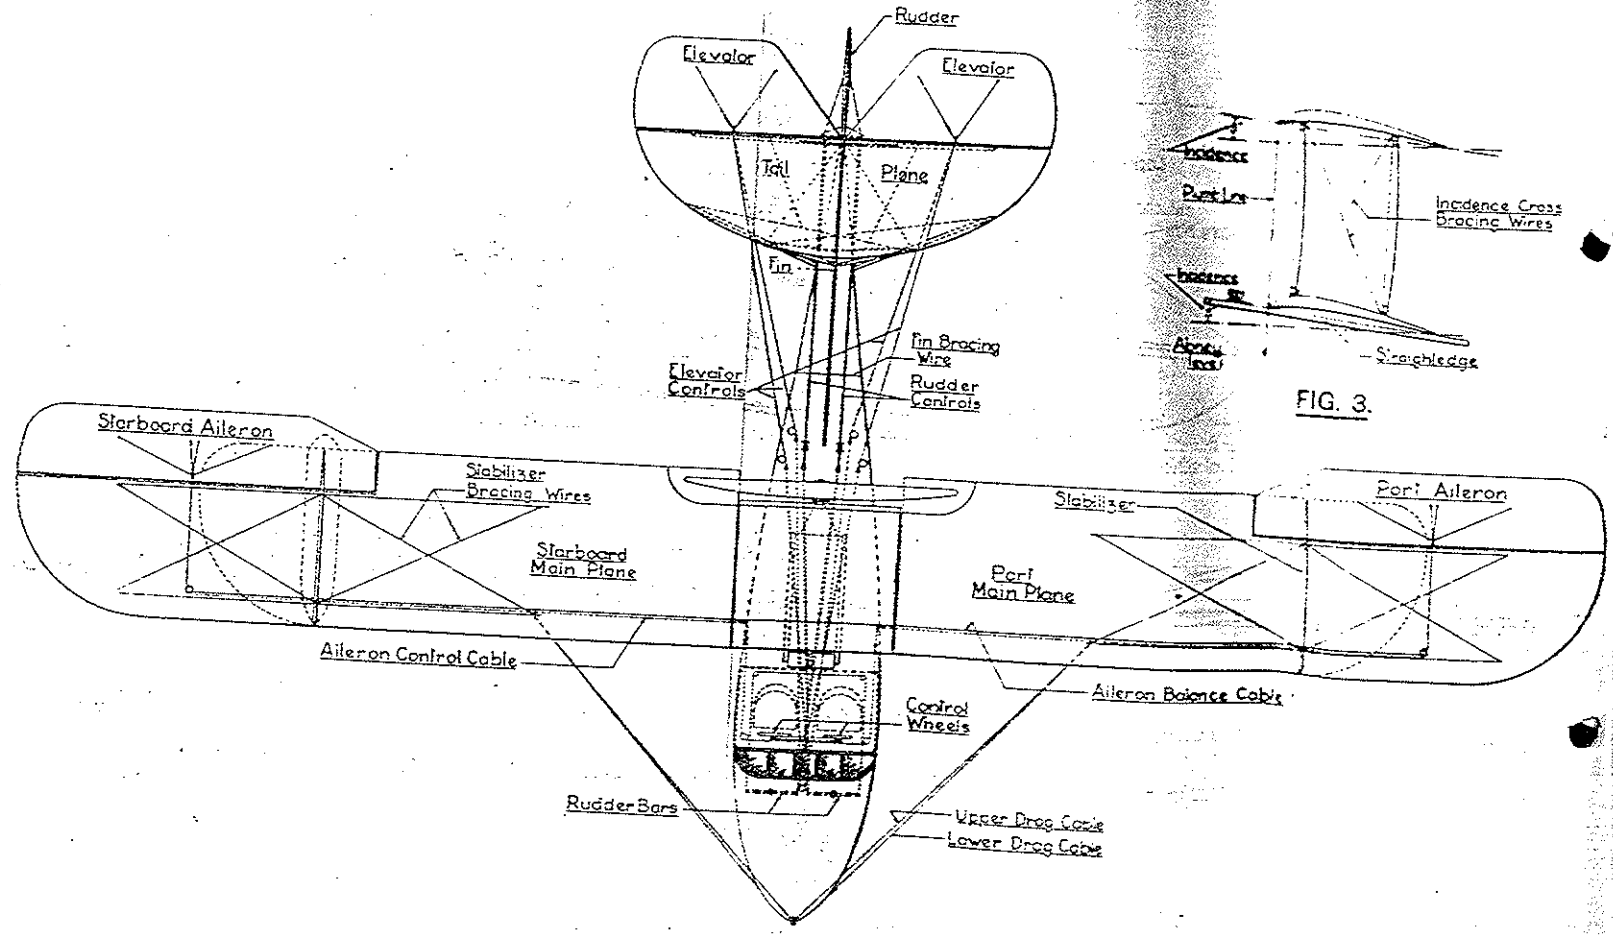 Rudder
Elevator
Elevator
Tail
Plane
Fin
Incidence
Plumb Line
Incidence Cross
Bracing Wires
Incidence
Abney
level
Straightedge
FIG. 3.
Fin Bracing
Wire
Elevator
Controls
Rudder
Controls
Starboard Aileron
Stabilizer
Bracing Wires
Stabilizer
Port Aileron
Starboard
Main Plane
Port
Main Plane
Aileron Control Cable
Aileron Balance Cable
Control
Wheels
Rudder Bars
Upper Drag Cable
Lower Drag Cable